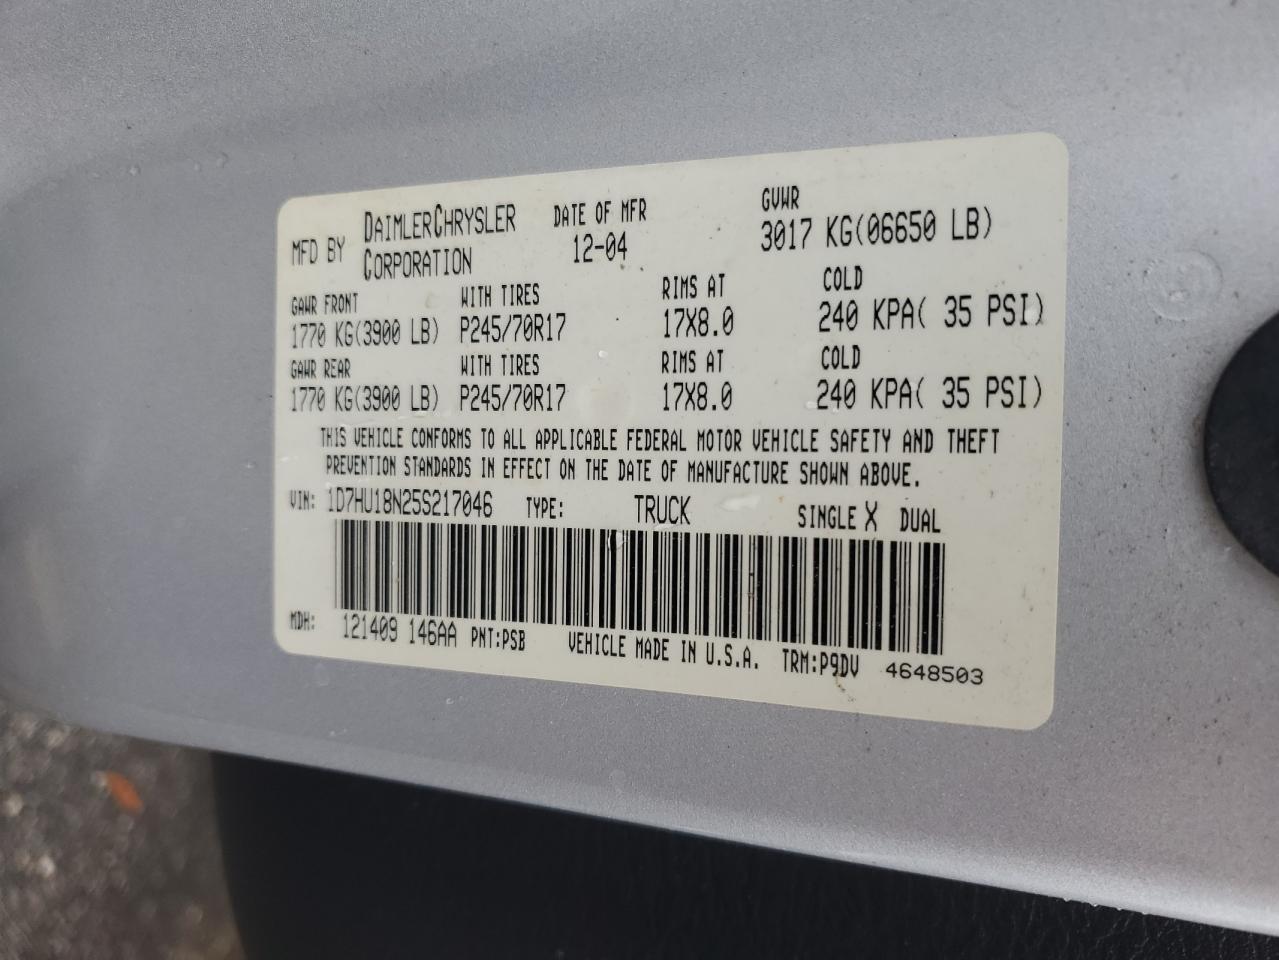 MFD BY DAIMLERCHRYSLER CORPORATION DATE OF MFR 12-04 GVWR 3017 KG(06650 LB)
GAWR FRONT WITH TIRES RIMS AT COLD
1770 KG(3900 LB) P245/70R17 17X8.0 240 KPA( 35 PSI)
GAWR REAR WITH TIRES RIMS AT COLD
1770 KG(3900 LB) P245/70R17 17X8.0 240 KPA( 35 PSI)
THIS VEHICLE CONFORMS TO ALL APPLICABLE FEDERAL MOTOR VEHICLE SAFETY AND THEFT
PREVENTION STANDARDS IN EFFECT ON THE DATE OF MANUFACTURE SHOWN ABOVE.
VIN: 1D7HU18N25S217046 TYPE: TRUCK SINGLE X DUAL
MDH: 121409 146AA PNT:PSB VEHICLE MADE IN U.S.A. TRM:P9DV 4648503